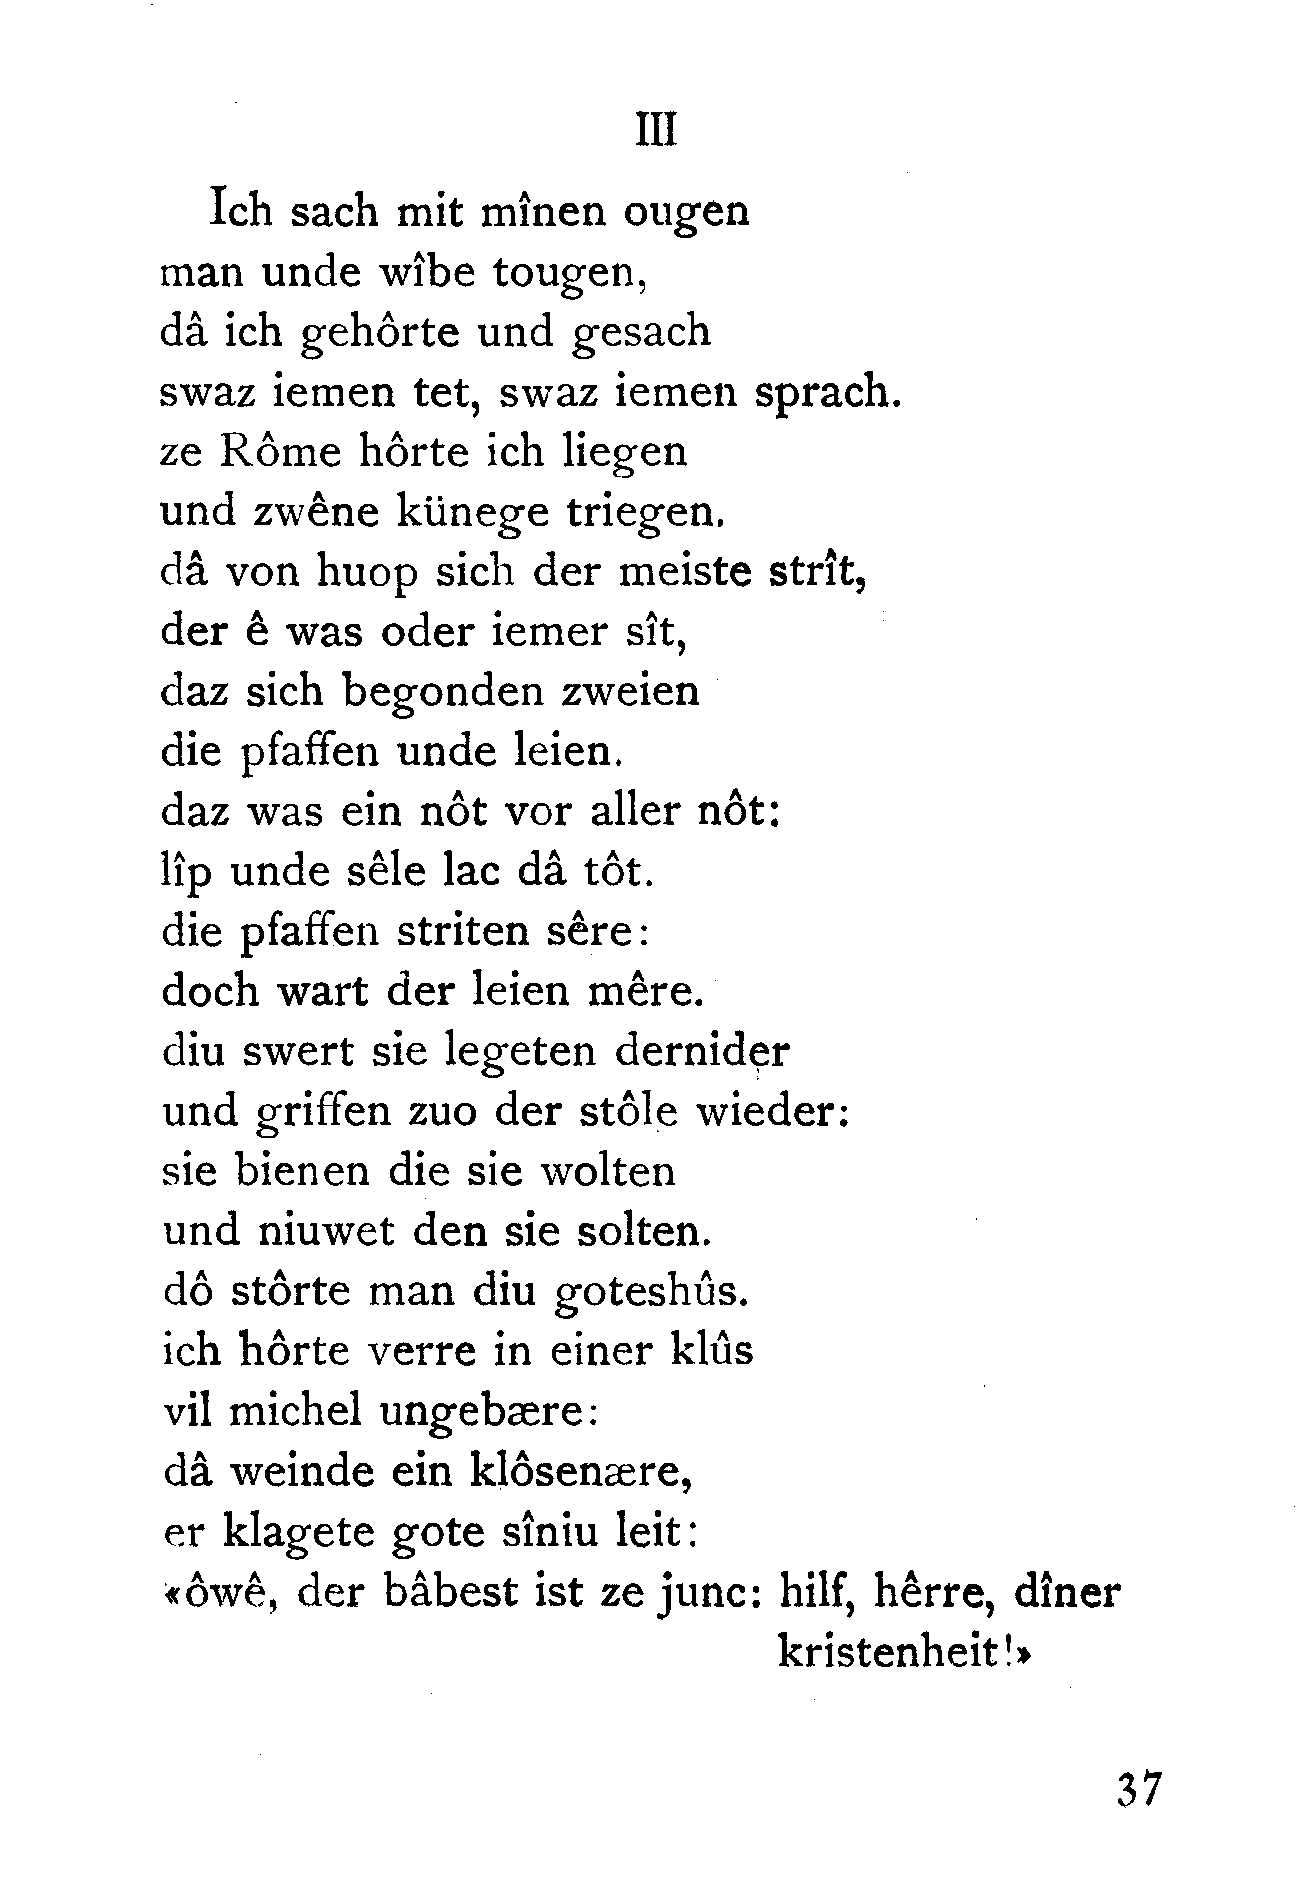 III
Ich sach mit mînen ougen
man unde wîbe tougen,
dâ ich gehôrte und gesach
swaz iemen tet, swaz iemen sprach.
ze Rôme hôrte ich liegen
und zwêne künege triegen.
dâ von huop sich der meiste strît,
der ê was oder iemer sît,
daz sich begonden zweien
die pfaffen unde leien.
daz was ein nôt vor aller nôt:
lîp unde sêle lac dâ tôt.
die pfaffen striten sêre:
doch wart der leien mêre.
diu swert sie legeten dernider
und griffen zuo der stôle wieder:
sie bienen die sie wolten
und niuwet den sie solten.
dô stôrte man diu goteshûs.
ich hôrte verre in einer klûs
vil michel ungebære:
dâ weinde ein klôsenære,
er klagete gote sîniu leit:
«ôwê, der bâbest ist ze junc: hilf, hêrre, dîner
kristenheit!»
37